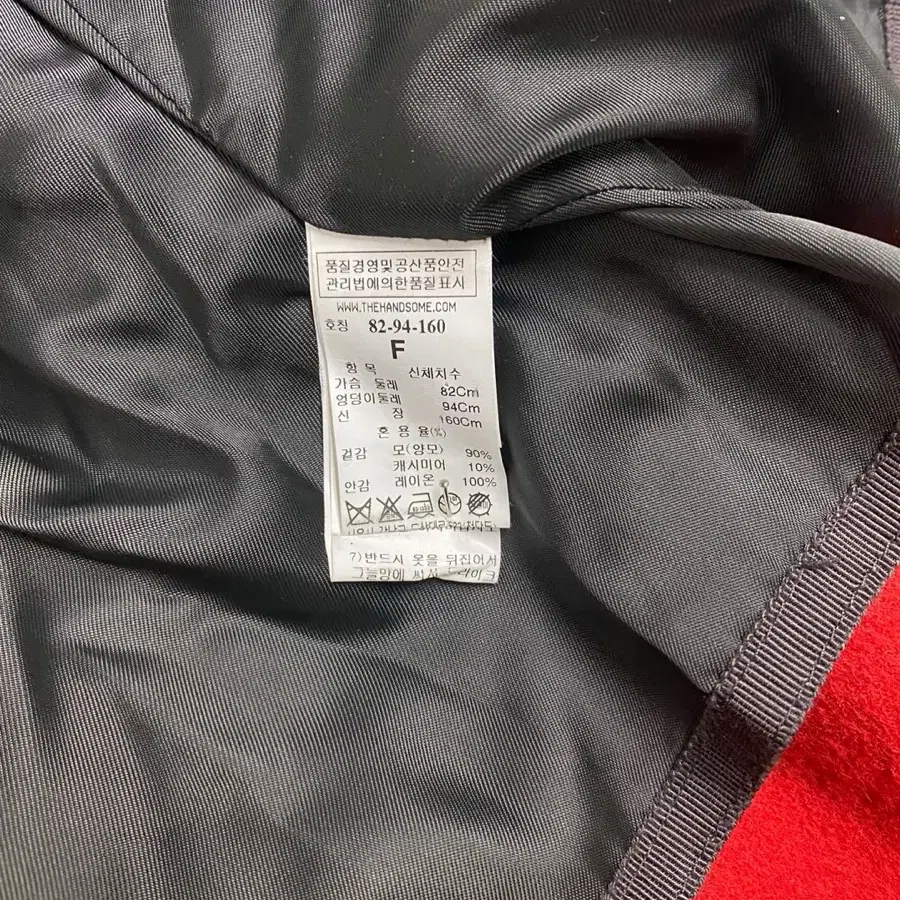 품질경영및공산품안전
관리법에의한품질표시
WWW.THEHANDSOME.COM
호칭 82-94-160
F
항 목 신체치수
가슴 둘레 82Cm
엉덩이둘레 94Cm
신 장 160Cm
혼 용 율(%)
겉감 모(양모) 90%
캐시미어 10%
안감 레이온 100%
7)반드시 옷을 뒤집어서
그늘망에